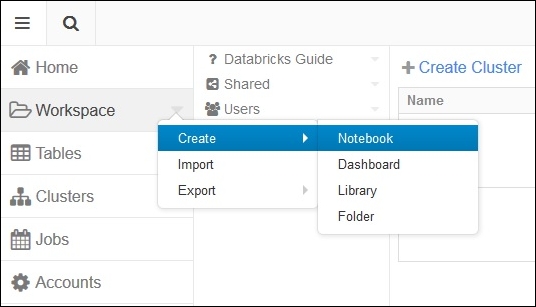 Home
Workspace
Tables
Clusters
Jobs
Accounts
? Databricks Guide
Shared
Users
Create
Import
Export
Notebook
Dashboard
Library
Folder
+ Create Cluster
Name